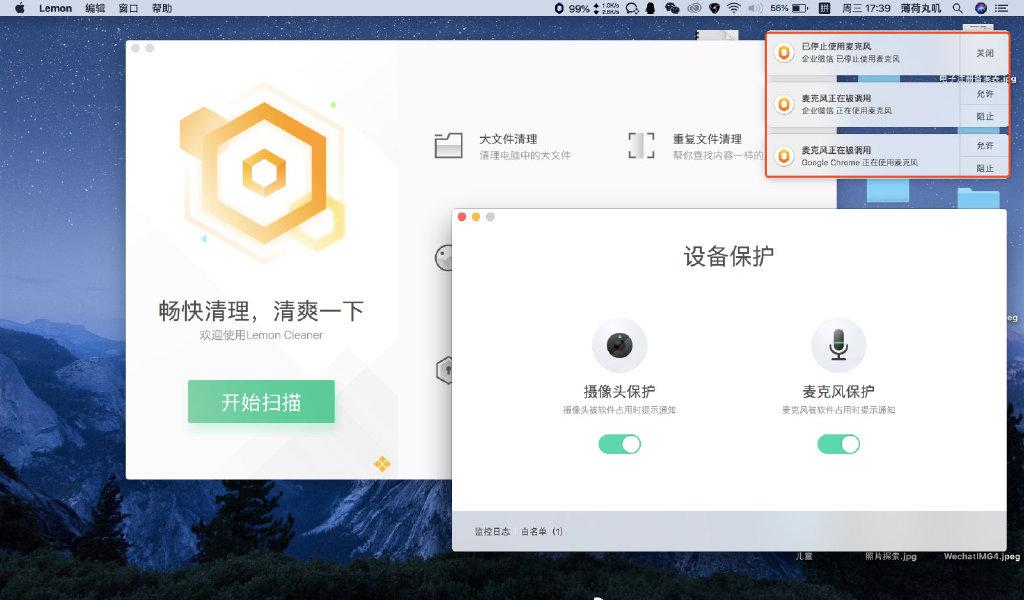 Lemon 编辑 窗口 帮助
99% 1.0K/s 2.6K/s 56% 周三 17:39 薄荷丸叽
已停止使用麦克风
企业微信 已停止使用麦克风
关闭
麦克风正在被调用
企业微信 正在使用麦克风
允许
阻止
麦克风正在被调用
Google Chrome 正在使用麦克风
允许
阻止
大文件清理
清理电脑中的大文件
重复文件清理
帮你查找内容一样的
畅快清理，清爽一下
欢迎使用Lemon Cleaner
开始扫描
设备保护
摄像头保护
摄像头被软件占用时提示通知
麦克风保护
麦克风被软件占用时提示通知
监控日志 白名单 (1)
儿童
照片探索.jpg
WechatIMG4.jpeg